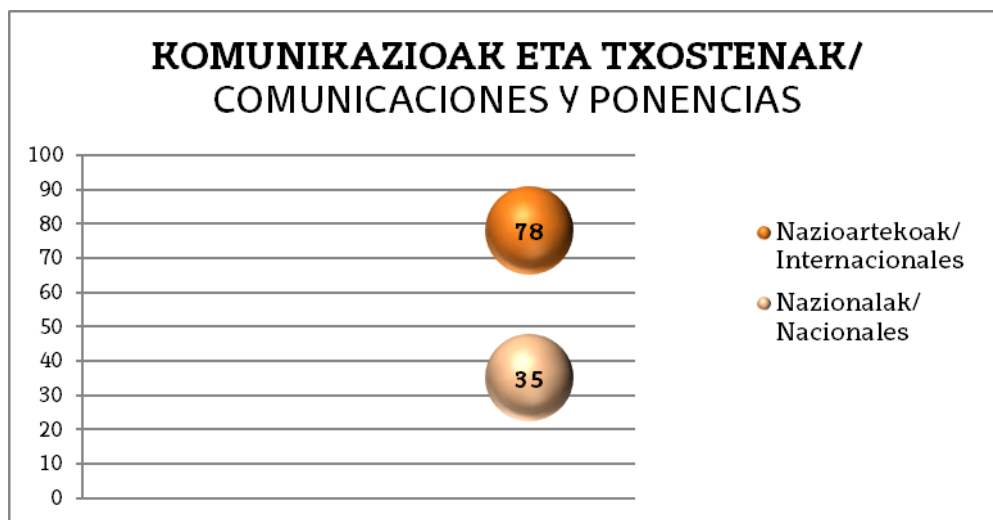 KOMUNIKAZIOAK ETA TXOSTENAK/
COMUNICACIONES Y PONENCIAS
100
90
80
70
60
50
40
30
20
10
0
78
35
Nazioartekoak/
Internacionales
Nazionalak/
Nacionales